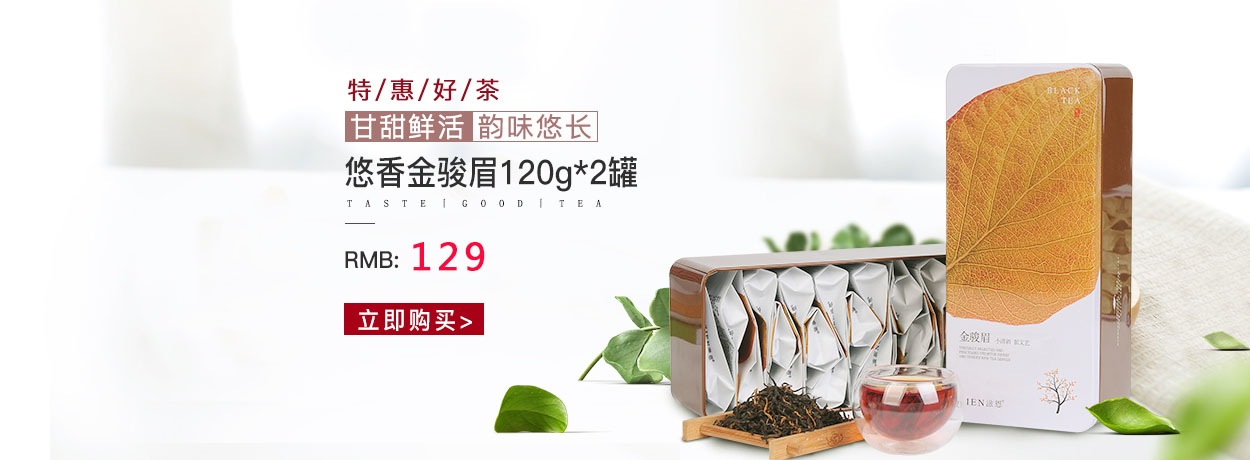 特/惠/好/茶
甘甜鲜活 韵味悠长
悠香金骏眉120g*2罐
TASTE|GOOD|TEA
RMB: 129
立即购买>
BLACK
TEA
金骏眉
IEN